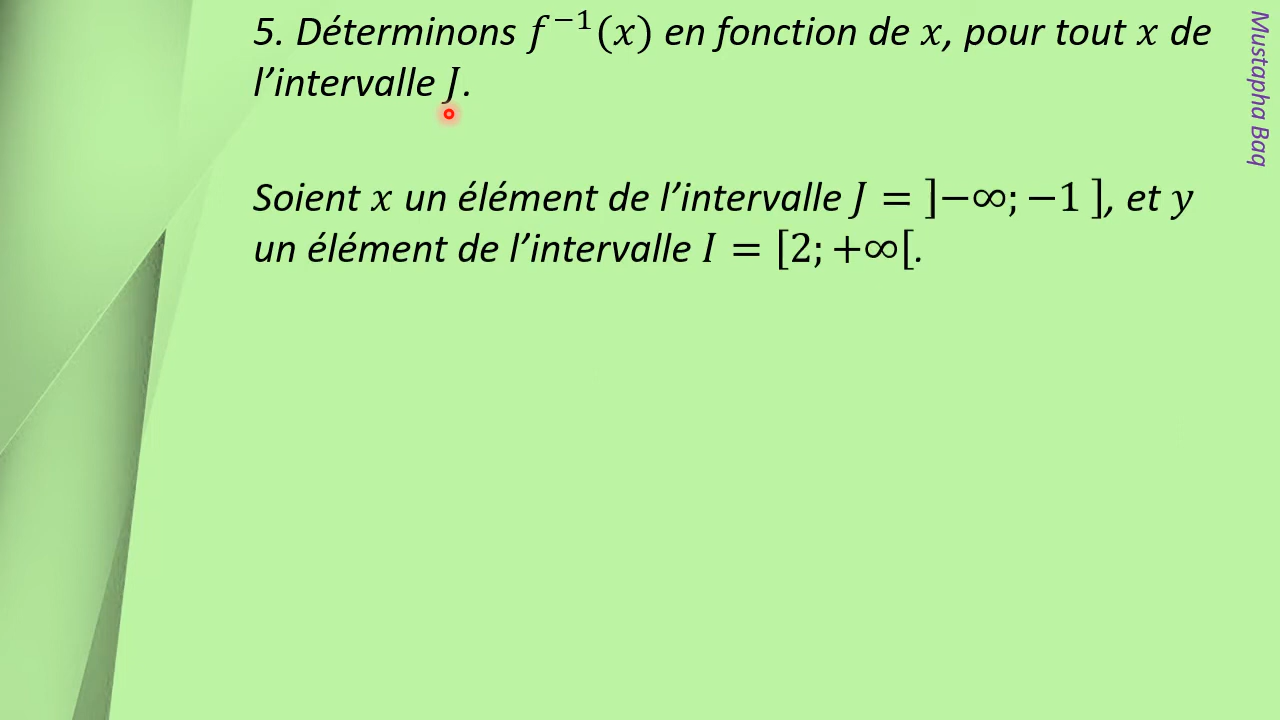 5. Déterminons 𝑓⁻¹(𝑥) en fonction de 𝑥, pour tout 𝑥 de
l’intervalle 𝐽.
Soient 𝑥 un élément de l’intervalle 𝐽 = ]−∞; −1 ], et 𝑦
un élément de l’intervalle 𝐼 = [2; +∞[.
Mustapha Baq